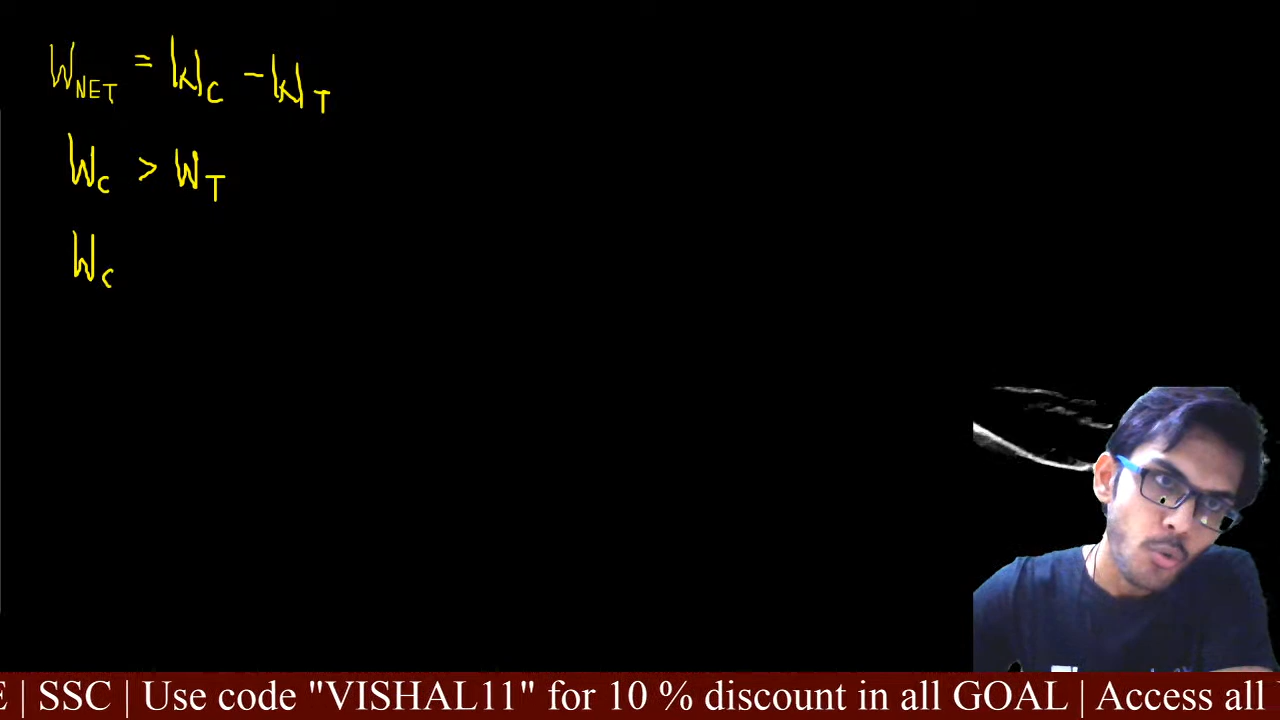 W_NET = W_C - W_T
W_C > W_T
W_C
E | SSC | Use code "VISHAL11" for 10 % discount in all GOAL | Access all